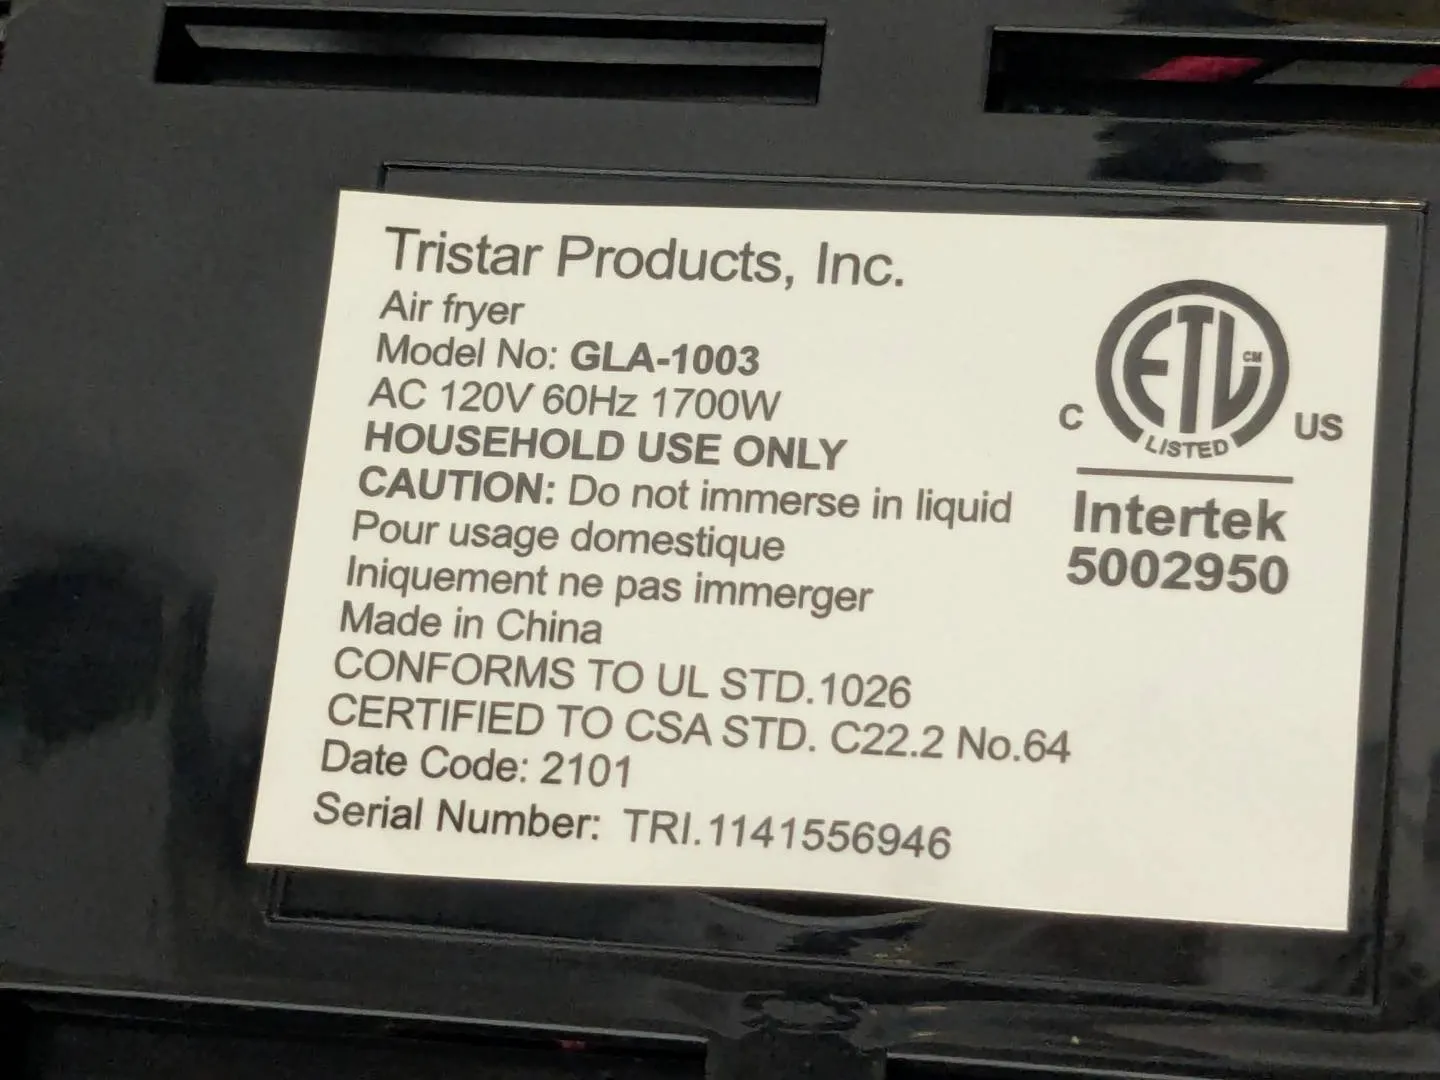 Tristar Products, Inc.
Air fryer
Model No: GLA-1003
AC 120V 60Hz 1700W
HOUSEHOLD USE ONLY
CAUTION: Do not immerse in liquid
Pour usage domestique
Iniquement ne pas immerger
Made in China
CONFORMS TO UL STD.1026
CERTIFIED TO CSA STD. C22.2 No.64
Date Code: 2101
Serial Number: TRI.1141556946
ETL CM
LISTED
C US
Intertek
5002950